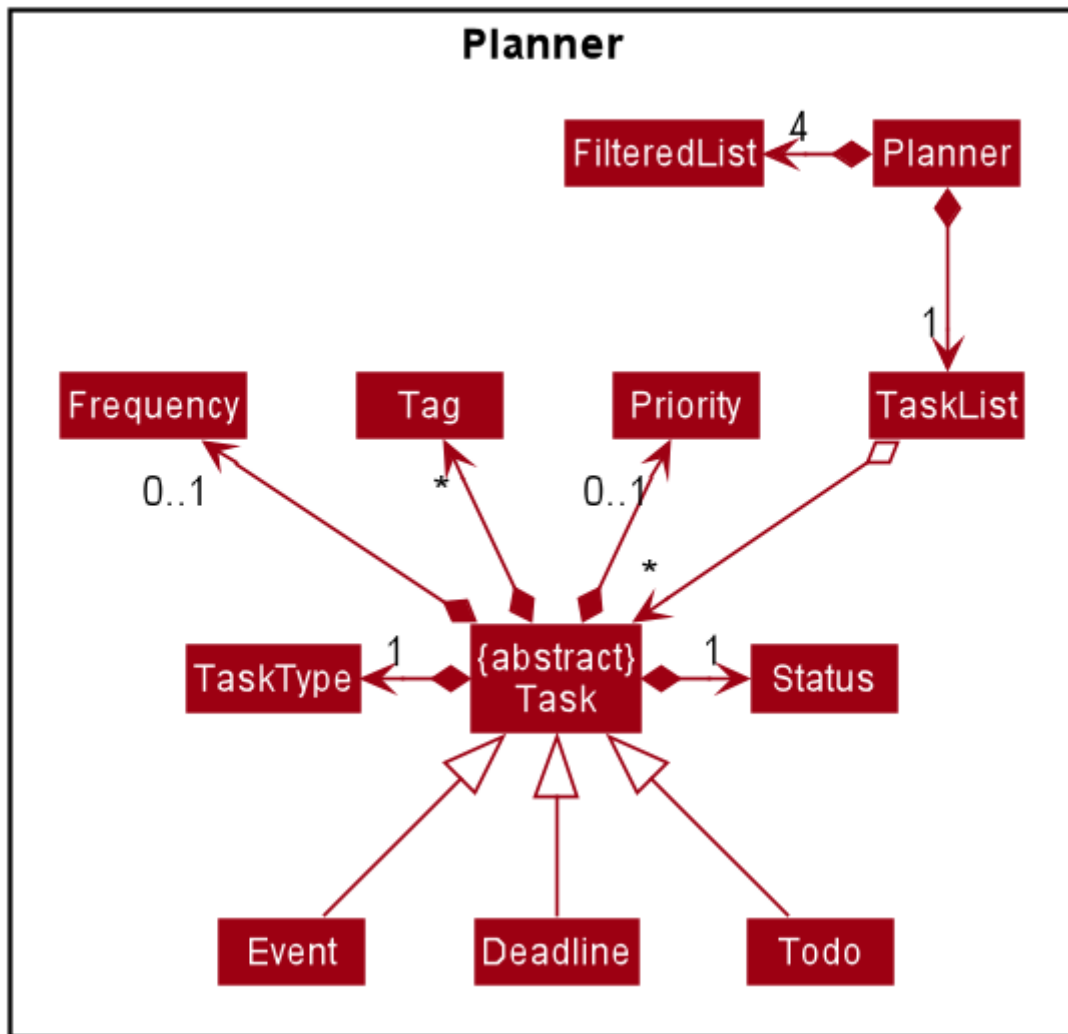 Planner
FilteredList
4
Planner
1
Frequency
Tag
Priority
TaskList
0..1
*
0..1
*
TaskType
1
{abstract}
Task
1
Status
Event
Deadline
Todo